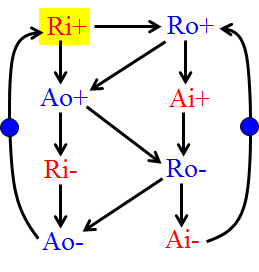 Ri+ Ro+
Ao+ Ai+
Ri- Ro-
Ao- Ai-